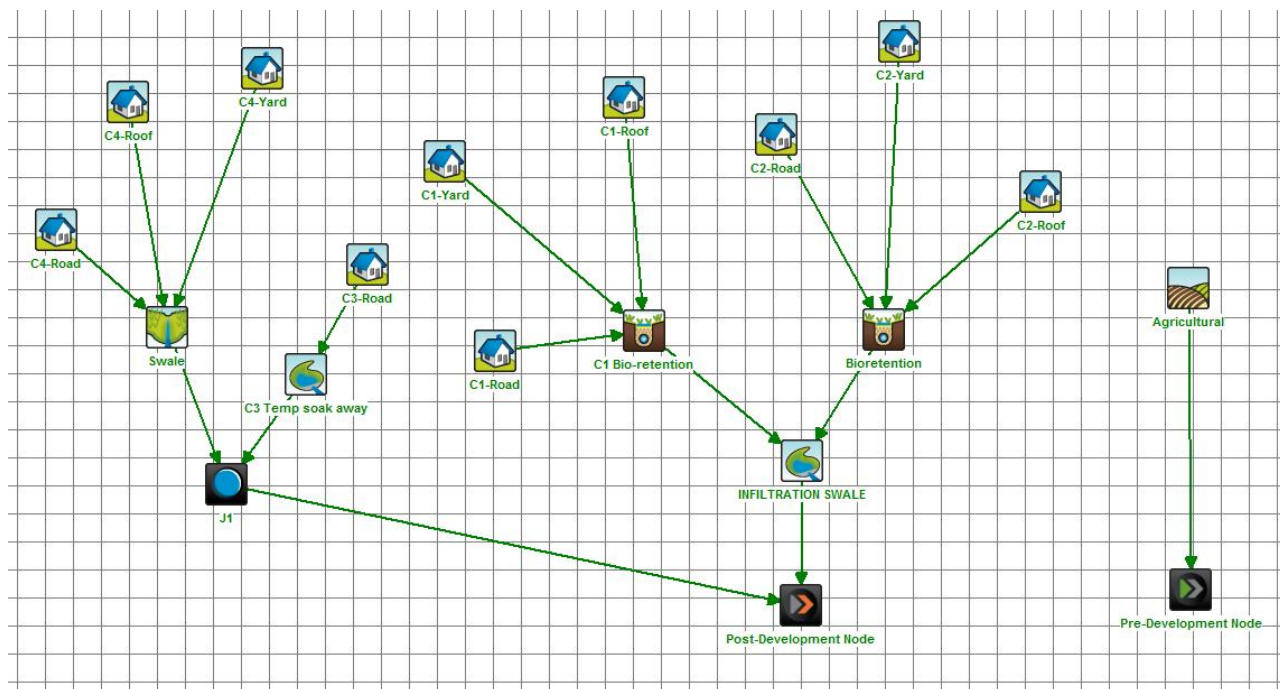 C2-Yard
C4-Yard
C4-Roof
C1-Roof
C2-Road
C1-Yard
C2-Roof
C4-Road
C3-Road
Agricultural
Swale
C1 Bio-retention
Bioretention
C1-Road
C3 Temp soak away
INFILTRATION SWALE
J1
Pre-Development Node
Post-Development Node